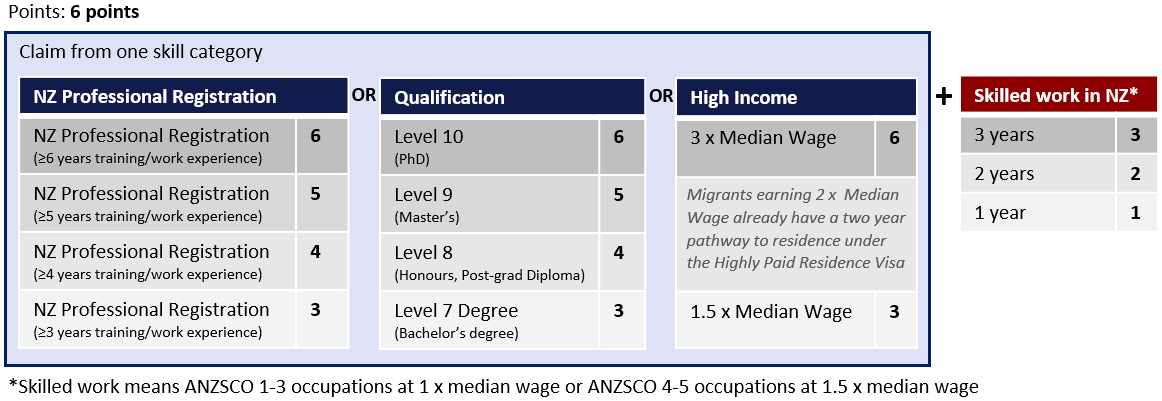 Points: 6 points
Claim from one skill category
NZ Professional Registration
NZ Professional Registration 6
(≥6 years training/work experience)
NZ Professional Registration 5
(≥5 years training/work experience)
NZ Professional Registration 4
(≥4 years training/work experience)
NZ Professional Registration 3
(≥3 years training/work experience)
OR
Qualification
Level 10 6
(PhD)
Level 9 5
(Master's)
Level 8 4
(Honours, Post-grad Diploma)
Level 7 Degree 3
(Bachelor's degree)
OR
High Income
3 x Median Wage 6
Migrants earning 2 x Median
Wage already have a two year
pathway to residence under
the Highly Paid Residence Visa
1.5 x Median Wage 3
+
Skilled work in NZ*
3 years 3
2 years 2
1 year 1
*Skilled work means ANZSCO 1-3 occupations at 1 x median wage or ANZSCO 4-5 occupations at 1.5 x median wage